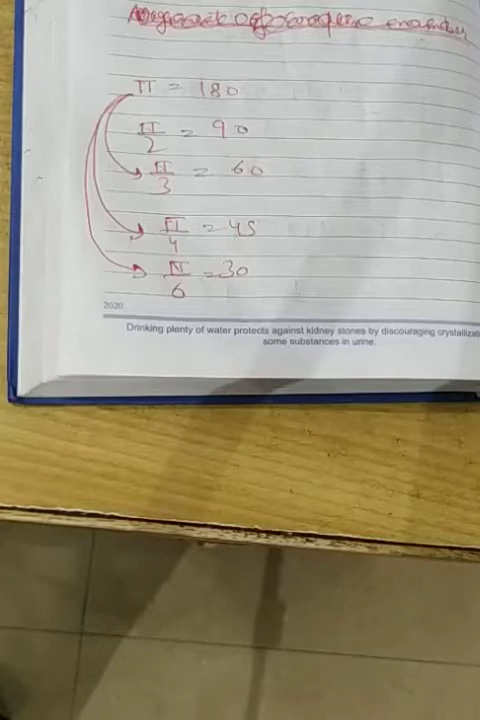 π = 180
π/2 = 90
π/3 = 60
π/4 = 45
π/6 = 30
2020
Drinking plenty of water protects against kidney stones by discouraging
some substances in urine.